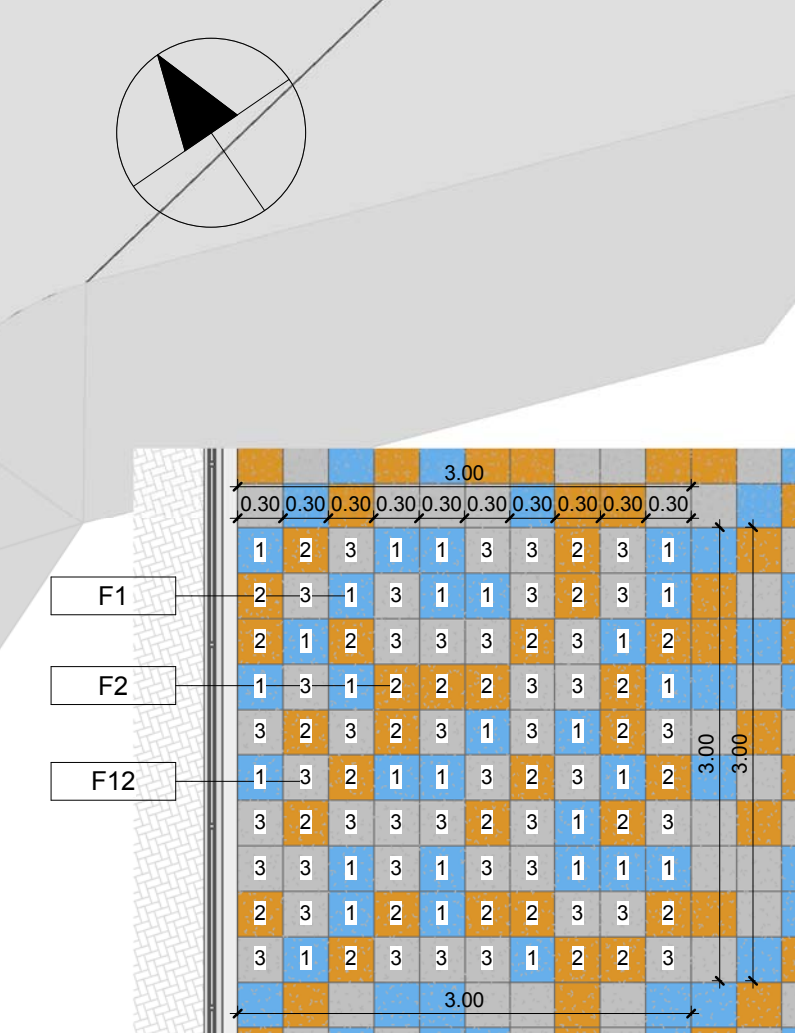 3.00
0.30 0.30 0.30 0.30 0.30 0.30 0.30 0.30 0.30 0.30
1 2 3 1 1 3 3 2 3 1
F1
2 3 1 3 1 1 3 2 3 1
2 1 2 3 3 3 2 3 1 2
F2
1 3 1 2 2 2 3 3 2 1
3 2 3 2 3 1 3 1 2 3
3.00 3.00
F12
1 3 2 1 1 3 2 3 1 2
3 2 3 3 3 2 3 1 2 3
3 3 1 3 1 3 3 1 1 1
2 3 1 2 1 2 2 3 3 2
3 1 2 3 3 3 1 2 2 3
3.00